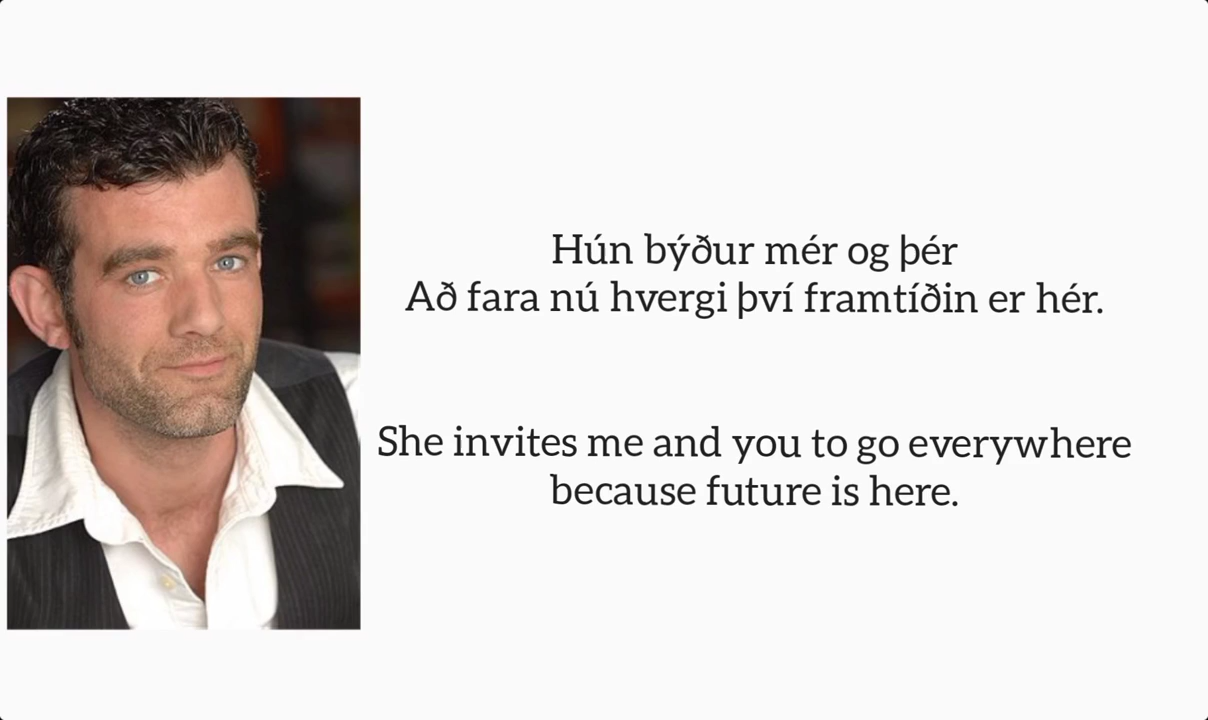 Hún býður mér og þér
Að fara nú hvergi því framtíðin er hér.
She invites me and you to go everywhere
because future is here.